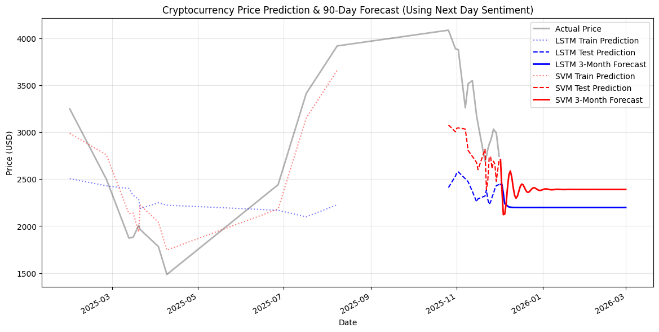 Cryptocurrency Price Prediction & 90-Day Forecast (Using Next Day Sentiment)
Actual Price
LSTM Train Prediction
LSTM Test Prediction
LSTM 3-Month Forecast
SVM Train Prediction
SVM Test Prediction
SVM 3-Month Forecast
Price (USD)
4000
3500
3000
2500
2000
1500
2025-03
2025-05
2025-07
2025-09
2025-11
2026-01
2026-03
Date